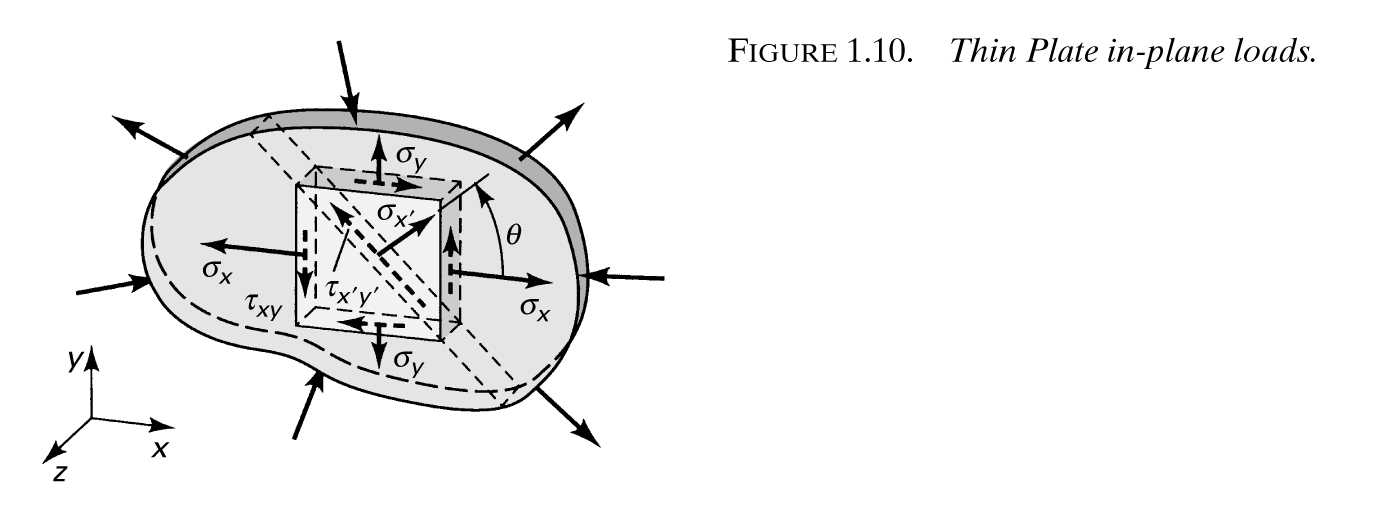 FIGURE 1.10. Thin Plate in-plane loads.
σy
σx′
θ
σx
σx
τx′y′
τxy
σy
y
x
z